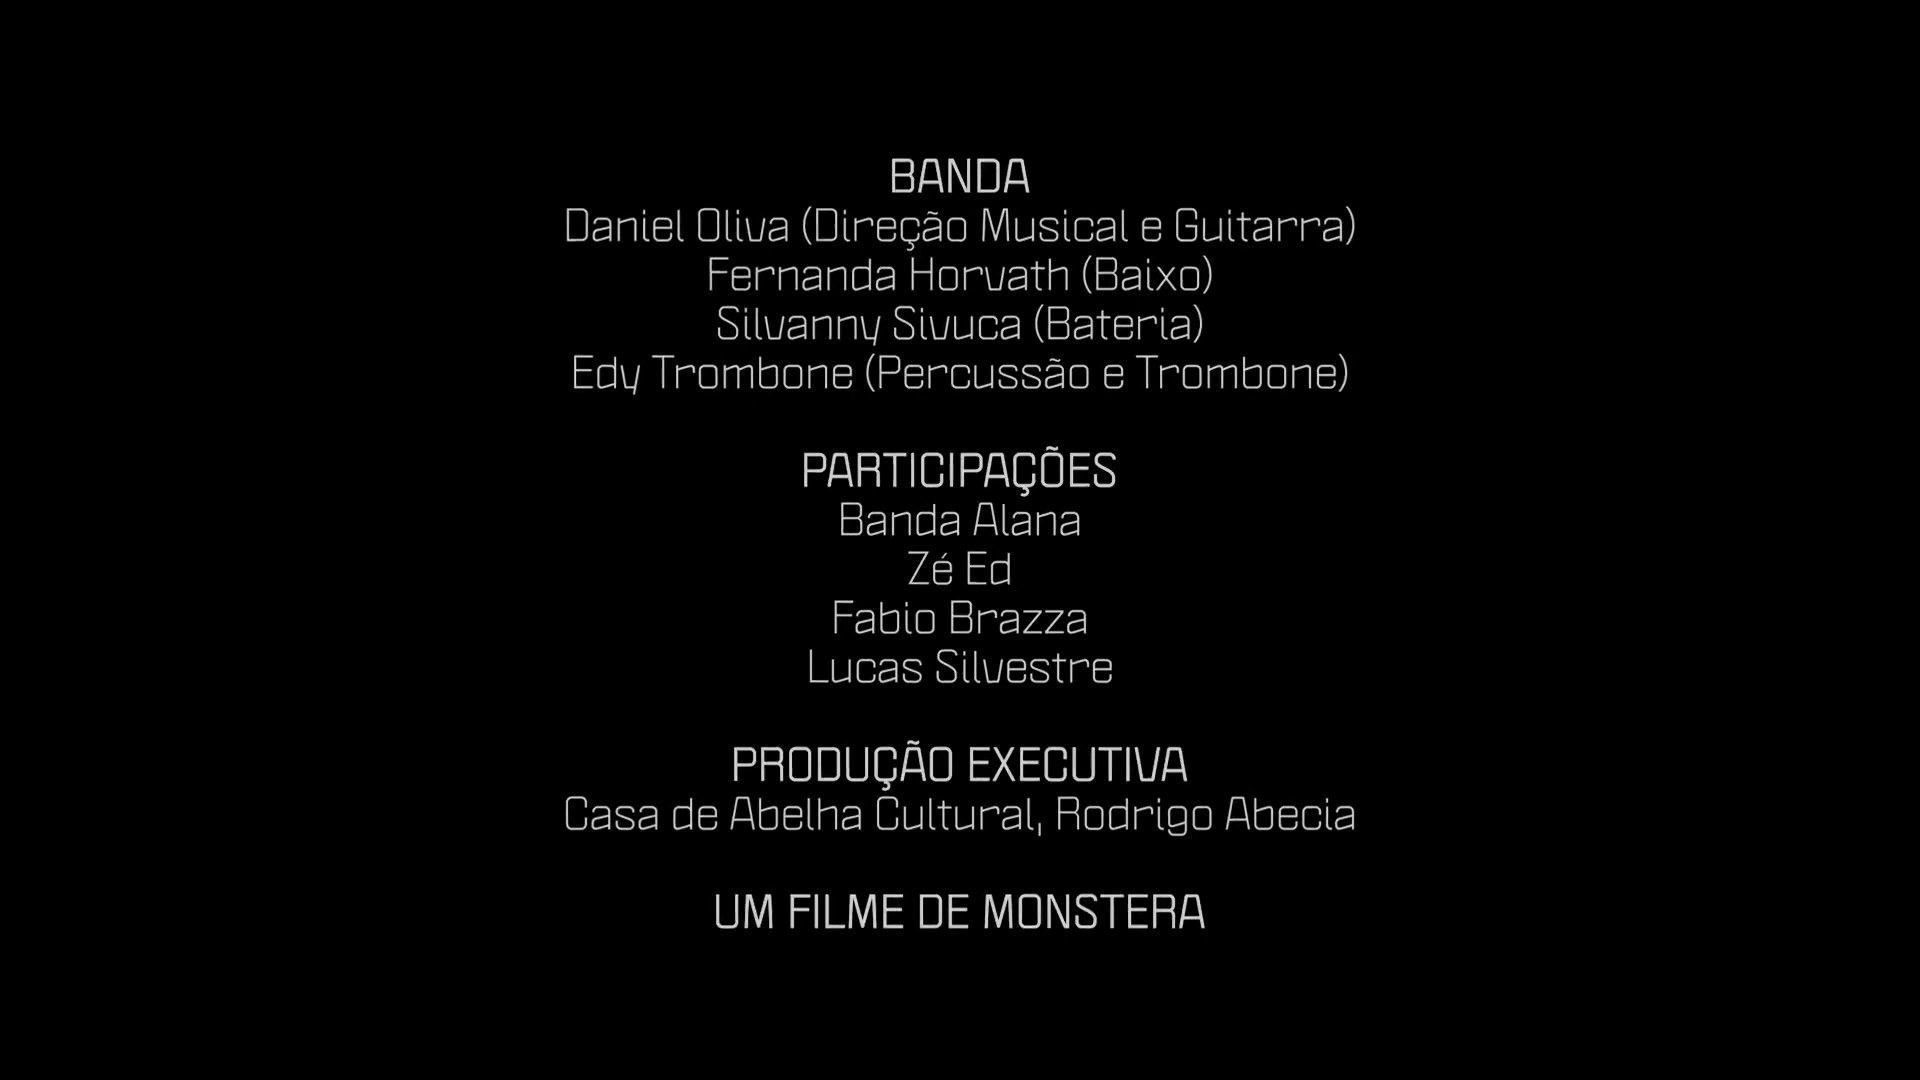 BANDA
Daniel Oliva (Direção Musical e Guitarra)
Fernanda Horvath (Baixo)
Silvanny Sivuca (Bateria)
Edy Trombone (Percussão e Trombone)
PARTICIPAÇÕES
Banda Alana
Zé Ed
Fabio Brazza
Lucas Silvestre
PRODUÇÃO EXECUTIVA
Casa de Abelha Cultural, Rodrigo Abecia
UM FILME DE MONSTERA